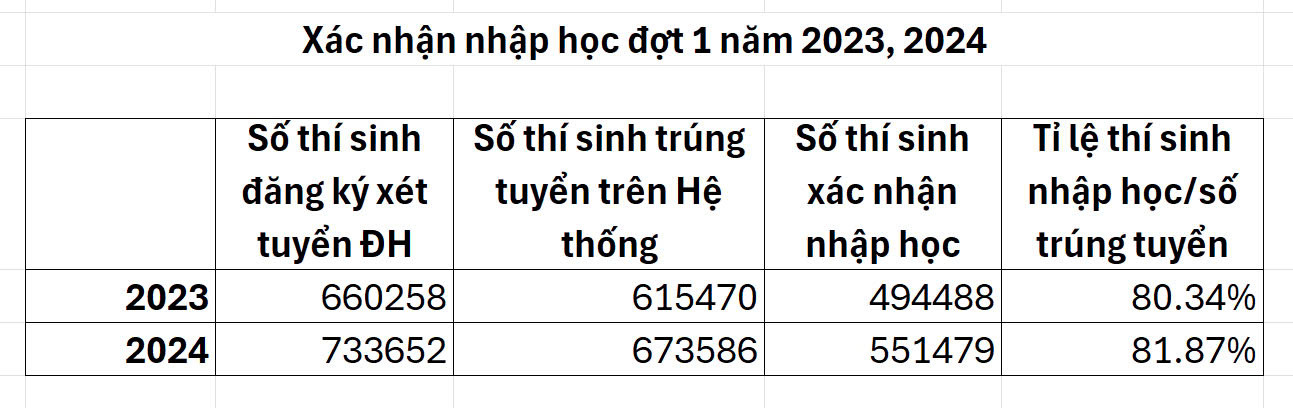 Xác nhận nhập học đợt 1 năm 2023, 2024
Số thí sinh đăng ký xét tuyển ĐH | Số thí sinh trúng tuyển trên Hệ thống | Số thí sinh xác nhận nhập học | Tỉ lệ thí sinh nhập học/số trúng tuyển
2023 | 660258 | 615470 | 494488 | 80.34%
2024 | 733652 | 673586 | 551479 | 81.87%